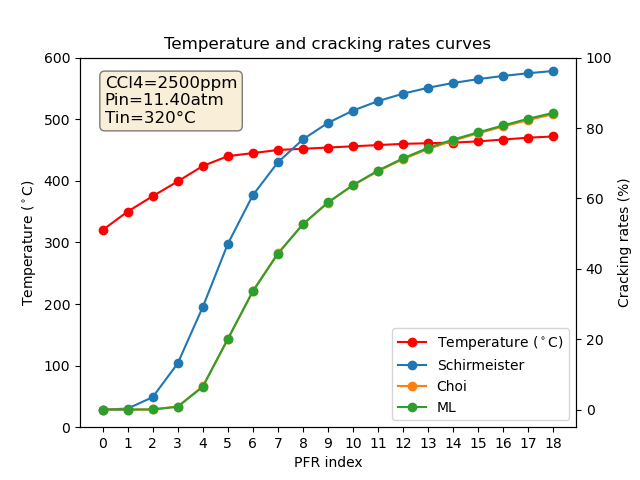 Temperature and cracking rates curves
CCl4=2500ppm
Pin=11.40atm
Tin=320°C
Temperature (°C)
600
500
400
300
200
100
0
100
80
60
40
20
0
Cracking rates (%)
Temperature (°C)
Schirmeister
Choi
ML
0 1 2 3 4 5 6 7 8 9 10 11 12 13 14 15 16 17 18
PFR index